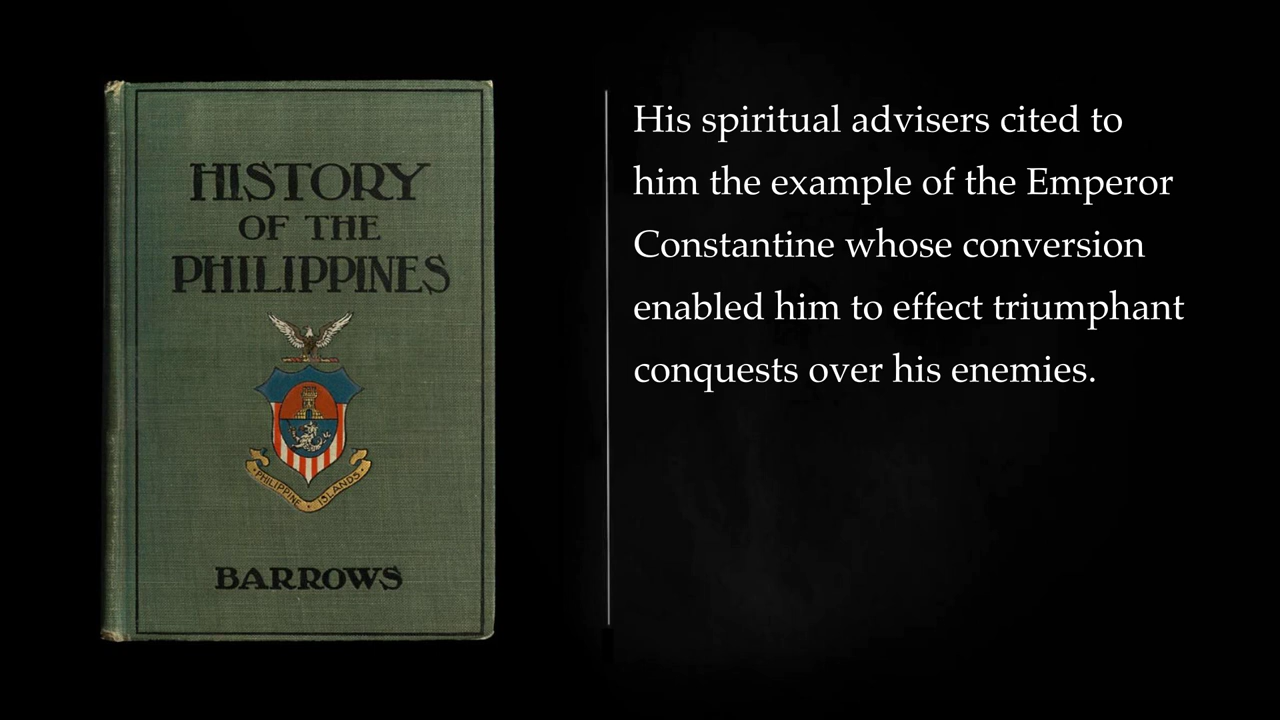 HISTORY
OF THE
PHILIPPINES
PHILIPPINE ISLANDS
BARROWS
His spiritual advisers cited to
him the example of the Emperor
Constantine whose conversion
enabled him to effect triumphant
conquests over his enemies.